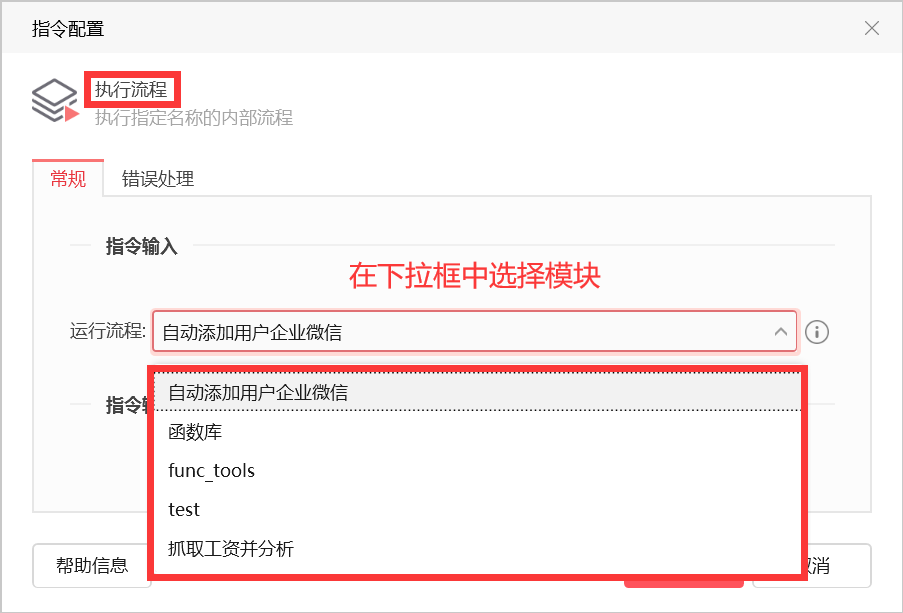 指令配置
执行流程
执行指定名称的内部流程
常规
错误处理
指令输入
在下拉框中选择模块
运行流程:
自动添加用户企业微信
指令
自动添加用户企业微信
函数库
func_tools
test
抓取工资并分析
帮助信息
消